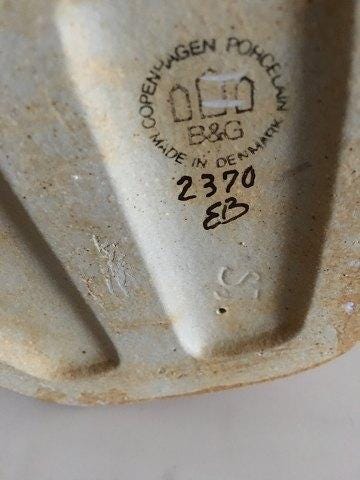 COPENHAGEN PORCELAIN
B&G
MADE IN DENMARK
2370
EB
S